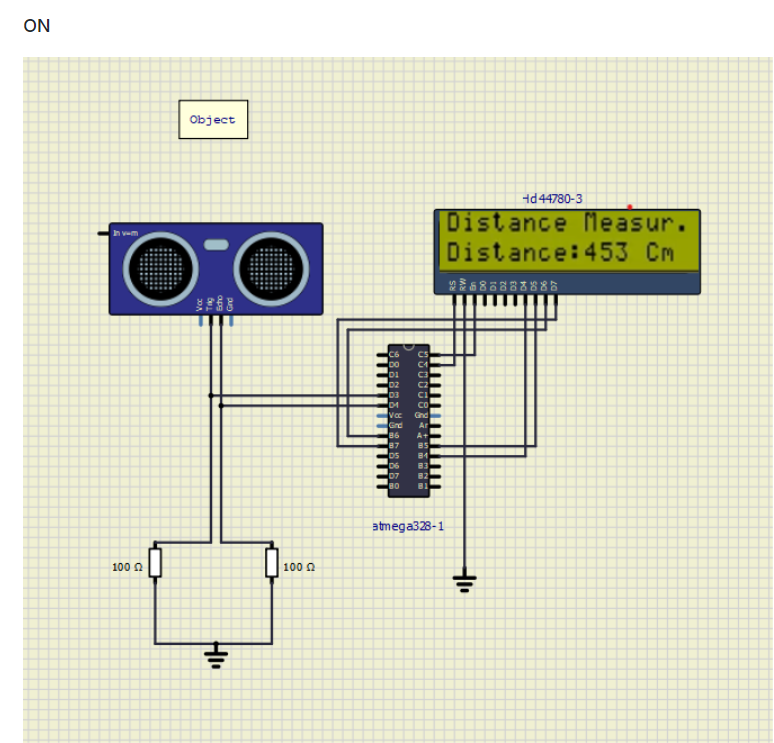 ON
Object
Hd44780-3
Distance Measur.
Distance:453 Cm
In v=m
Vcc Trig Echo Gnd
RS RW En D0 D1 D2 D3 D4 D5 D6 D7
C6 C5
D0 C4
D1 C3
D2 C2
D3 C1
D4 C0
Vcc Gnd
Gnd Ar
B6 A+
B7 B5
D5 B4
D6 B3
D7 B2
B0 B1
atmega328-1
100 Ω
100 Ω